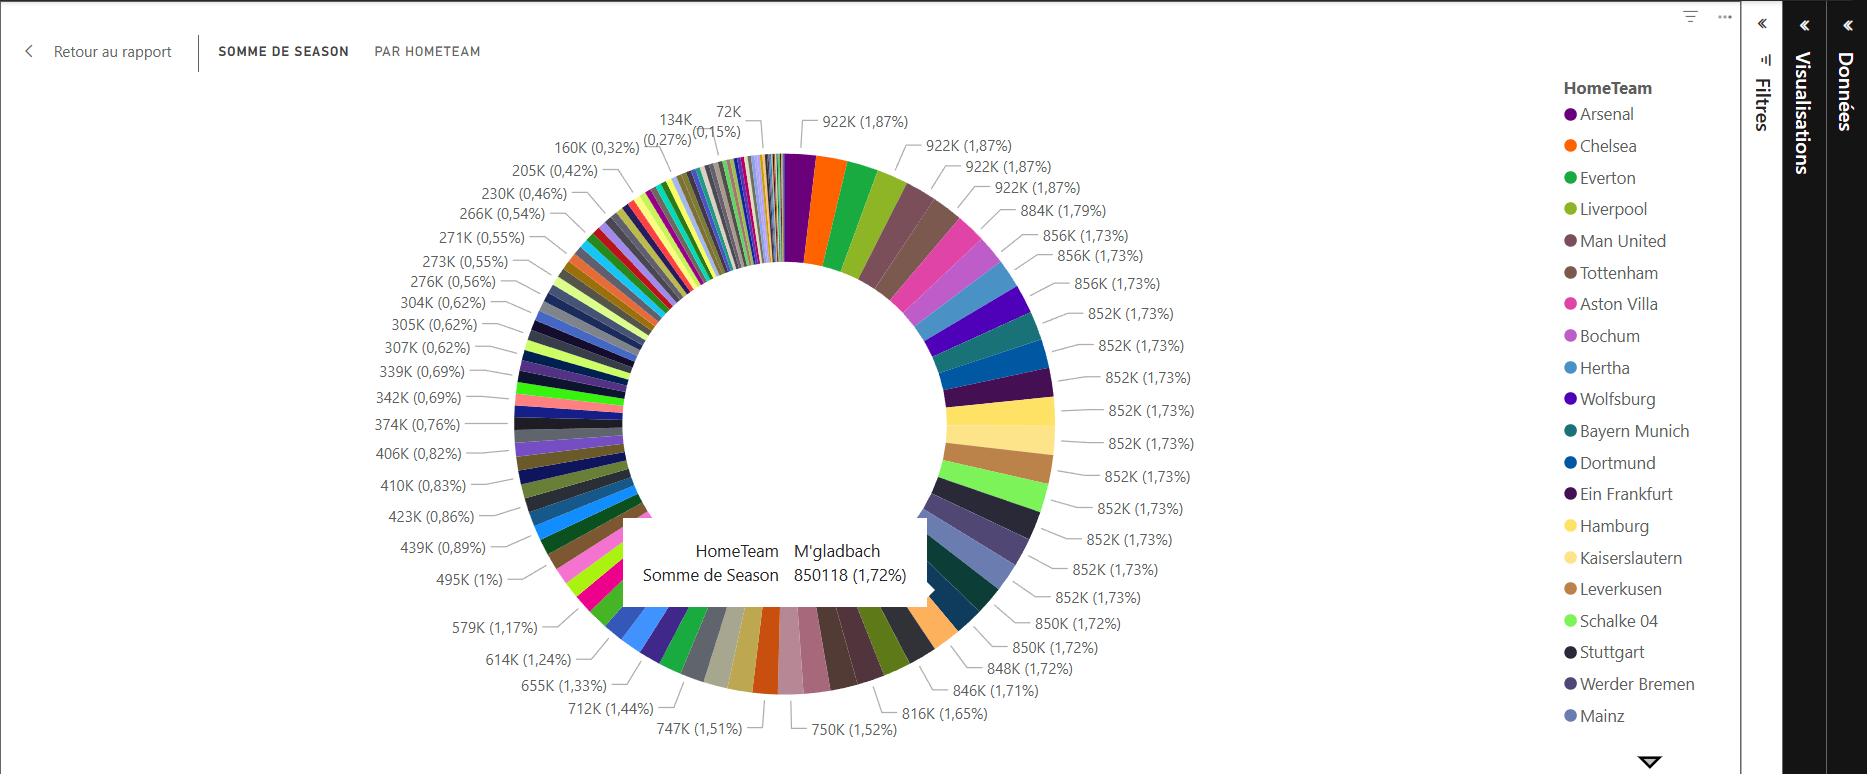 Retour au rapport
SOMME DE SEASON
PAR HOMETEAM
72K
(0,15%)
134K
(0,27%)
160K (0,32%)
205K (0,42%)
230K (0,46%)
266K (0,54%)
271K (0,55%)
273K (0,55%)
276K (0,56%)
304K (0,62%)
305K (0,62%)
307K (0,62%)
339K (0,69%)
342K (0,69%)
374K (0,76%)
406K (0,82%)
410K (0,83%)
423K (0,86%)
439K (0,89%)
495K (1%)
579K (1,17%)
614K (1,24%)
655K (1,33%)
712K (1,44%)
747K (1,51%)
922K (1,87%)
922K (1,87%)
922K (1,87%)
922K (1,87%)
884K (1,79%)
856K (1,73%)
856K (1,73%)
856K (1,73%)
852K (1,73%)
852K (1,73%)
852K (1,73%)
852K (1,73%)
852K (1,73%)
852K (1,73%)
852K (1,73%)
852K (1,73%)
852K (1,73%)
852K (1,73%)
850K (1,72%)
850K (1,72%)
848K (1,72%)
846K (1,71%)
816K (1,65%)
750K (1,52%)
HomeTeam M'gladbach
Somme de Season 850118 (1,72%)
HomeTeam
Arsenal
Chelsea
Everton
Liverpool
Man United
Tottenham
Aston Villa
Bochum
Hertha
Wolfsburg
Bayern Munich
Dortmund
Ein Frankfurt
Hamburg
Kaiserslautern
Leverkusen
Schalke 04
Stuttgart
Werder Bremen
Mainz
Filtres
Visualisations
Données